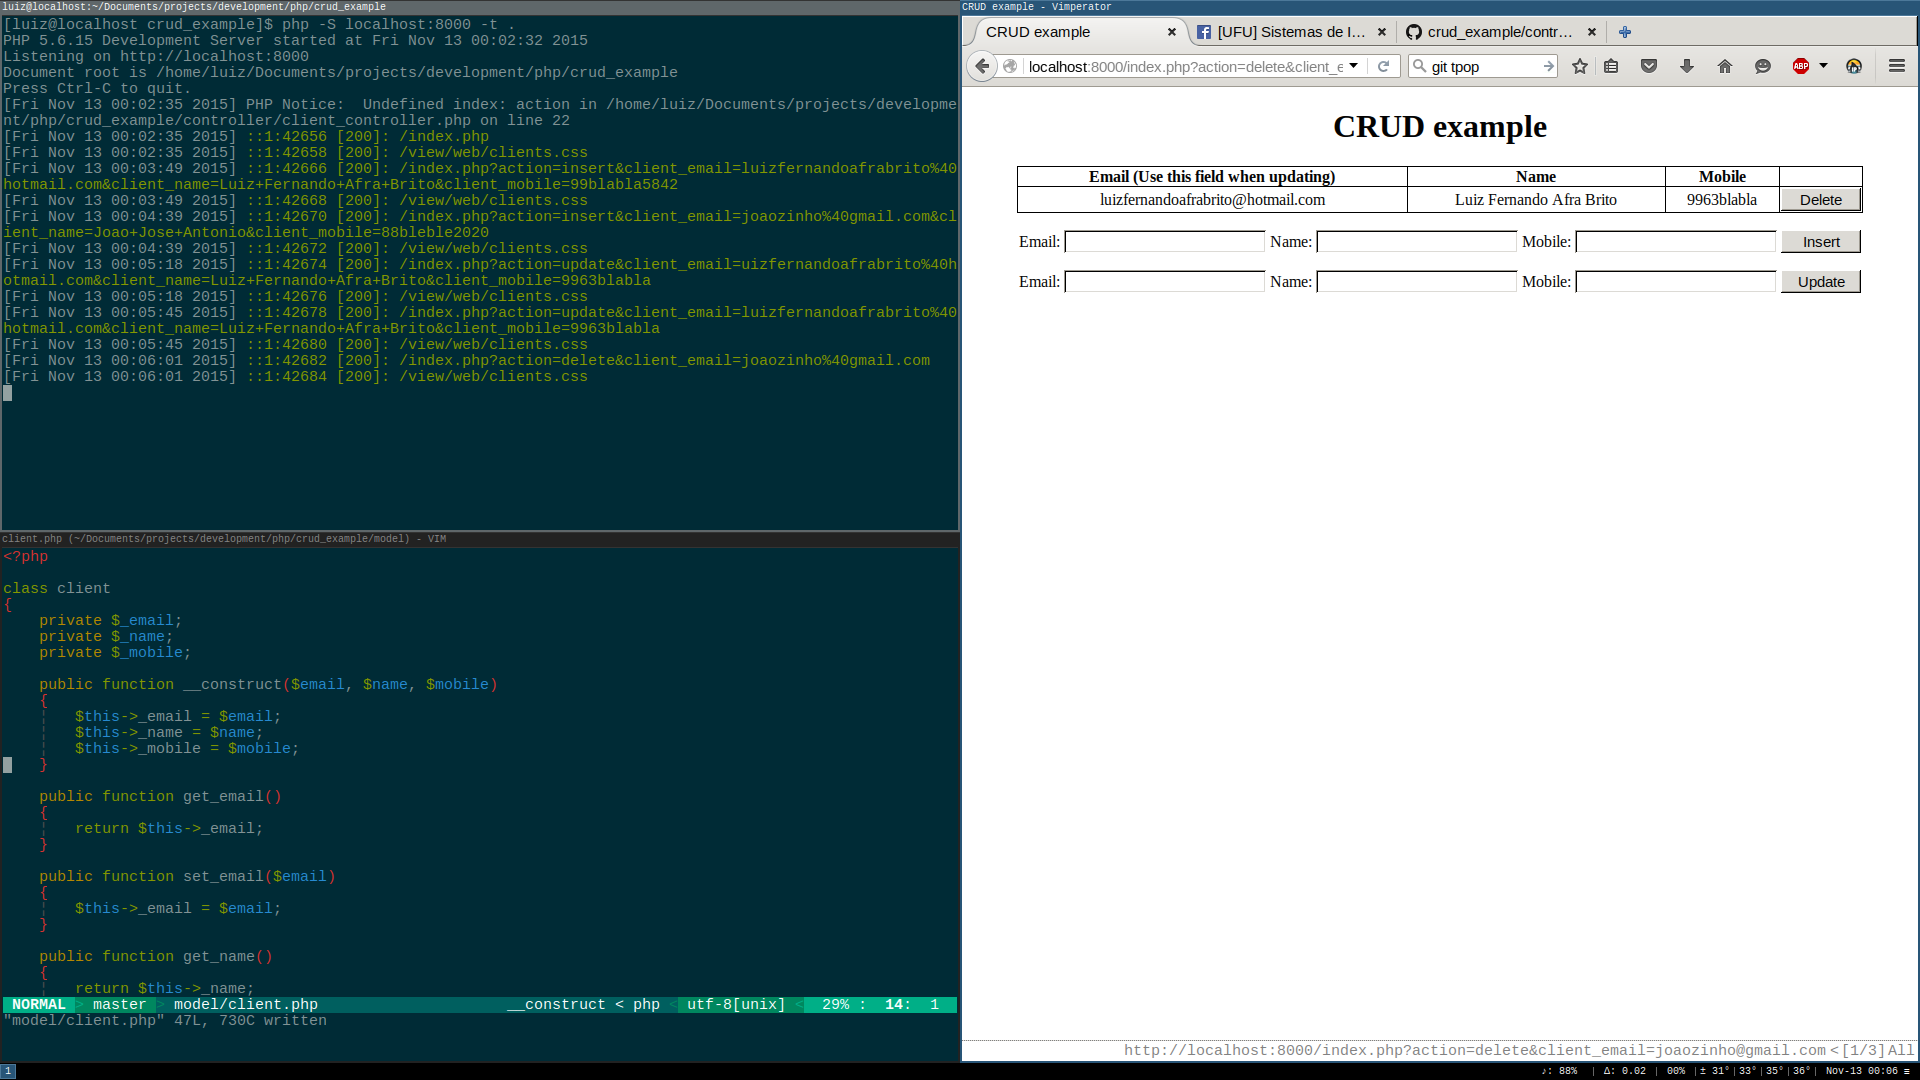 luiz@localhost:~/Documents/projects/development/php/crud_example
[luiz@localhost crud_example]$ php -S localhost:8000 -t .
PHP 5.6.15 Development Server started at Fri Nov 13 00:02:32 2015
Listening on http://localhost:8000
Document root is /home/luiz/Documents/projects/development/php/crud_example
Press Ctrl-C to quit.
[Fri Nov 13 00:02:35 2015] PHP Notice:  Undefined index: action in /home/luiz/Documents/projects/developme
nt/php/crud_example/controller/client_controller.php on line 22
[Fri Nov 13 00:02:35 2015] ::1:42656 [200]: /index.php
[Fri Nov 13 00:02:35 2015] ::1:42658 [200]: /view/web/clients.css
[Fri Nov 13 00:03:49 2015] ::1:42666 [200]: /index.php?action=insert&client_email=luizfernandoafrabrito%40
hotmail.com&client_name=Luiz+Fernando+Afra+Brito&client_mobile=99blabla5842
[Fri Nov 13 00:03:49 2015] ::1:42668 [200]: /view/web/clients.css
[Fri Nov 13 00:04:39 2015] ::1:42670 [200]: /index.php?action=insert&client_email=joaozinho%40gmail.com&cl
ient_name=Joao+Jose+Antonio&client_mobile=88bleble2020
[Fri Nov 13 00:04:39 2015] ::1:42672 [200]: /view/web/clients.css
[Fri Nov 13 00:05:18 2015] ::1:42674 [200]: /index.php?action=update&client_email=uizfernandoafrabrito%40h
otmail.com&client_name=Luiz+Fernando+Afra+Brito&client_mobile=9963blabla
[Fri Nov 13 00:05:18 2015] ::1:42676 [200]: /view/web/clients.css
[Fri Nov 13 00:05:45 2015] ::1:42678 [200]: /index.php?action=update&client_email=luizfernandoafrabrito%40
hotmail.com&client_name=Luiz+Fernando+Afra+Brito&client_mobile=9963blabla
[Fri Nov 13 00:05:45 2015] ::1:42680 [200]: /view/web/clients.css
[Fri Nov 13 00:06:01 2015] ::1:42682 [200]: /index.php?action=delete&client_email=joaozinho%40gmail.com
[Fri Nov 13 00:06:01 2015] ::1:42684 [200]: /view/web/clients.css
client.php (~/Documents/projects/development/php/crud_example/model) - VIM
<?php
class client
{
    private $_email;
    private $_name;
    private $_mobile;
    public function __construct($email, $name, $mobile)
    {
    ¦   $this->_email = $email;
    ¦   $this->_name = $name;
    ¦   $this->_mobile = $mobile;
    }
    public function get_email()
    {
    ¦   return $this->_email;
    }
    public function set_email($email)
    {
    ¦   $this->_email = $email;
    }
    public function get_name()
    {
    ¦   return $this->_name;
NORMAL > master > model/client.php __construct < php < utf-8[unix] < 29% : 14: 1
"model/client.php" 47L, 730C written
CRUD example - Vimperator
CRUD example [UFU] Sistemas de I... crud_example/contr...
localhost:8000/index.php?action=delete&client_e git tpop ABP
CRUD example
Email (Use this field when updating) Name Mobile
luizfernandoafrabrito@hotmail.com Luiz Fernando Afra Brito 9963blabla Delete
Email: Name: Mobile: Insert
Email: Name: Mobile: Update
http://localhost:8000/index.php?action=delete&client_email=joaozinho@gmail.com <[1/3]All
1 ♪: 88% | Δ: 0.02 | 00% |± 31°|33°|35°|36°| Nov-13 00:06 ≡